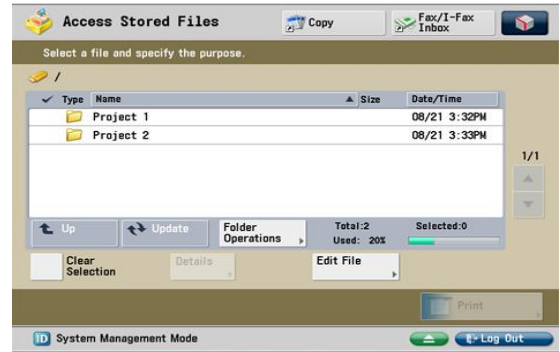 Access Stored Files
Copy
Fax/I-Fax
Inbox
Select a file and specify the purpose.
/
Type Name Size Date/Time
Project 1 08/21 3:32PM
Project 2 08/21 3:33PM
1/1
Up
Update
Folder
Operations
Total:2
Used: 20%
Selected:0
Clear
Selection
Details
Edit File
Print
ID System Management Mode
Log Out